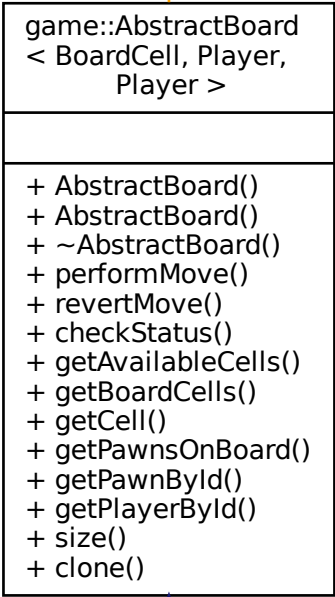 game::AbstractBoard
< BoardCell, Player,
Player >
+ AbstractBoard()
+ AbstractBoard()
+ ~AbstractBoard()
+ performMove()
+ revertMove()
+ checkStatus()
+ getAvailableCells()
+ getBoardCells()
+ getCell()
+ getPawnsOnBoard()
+ getPawnById()
+ getPlayerById()
+ size()
+ clone()